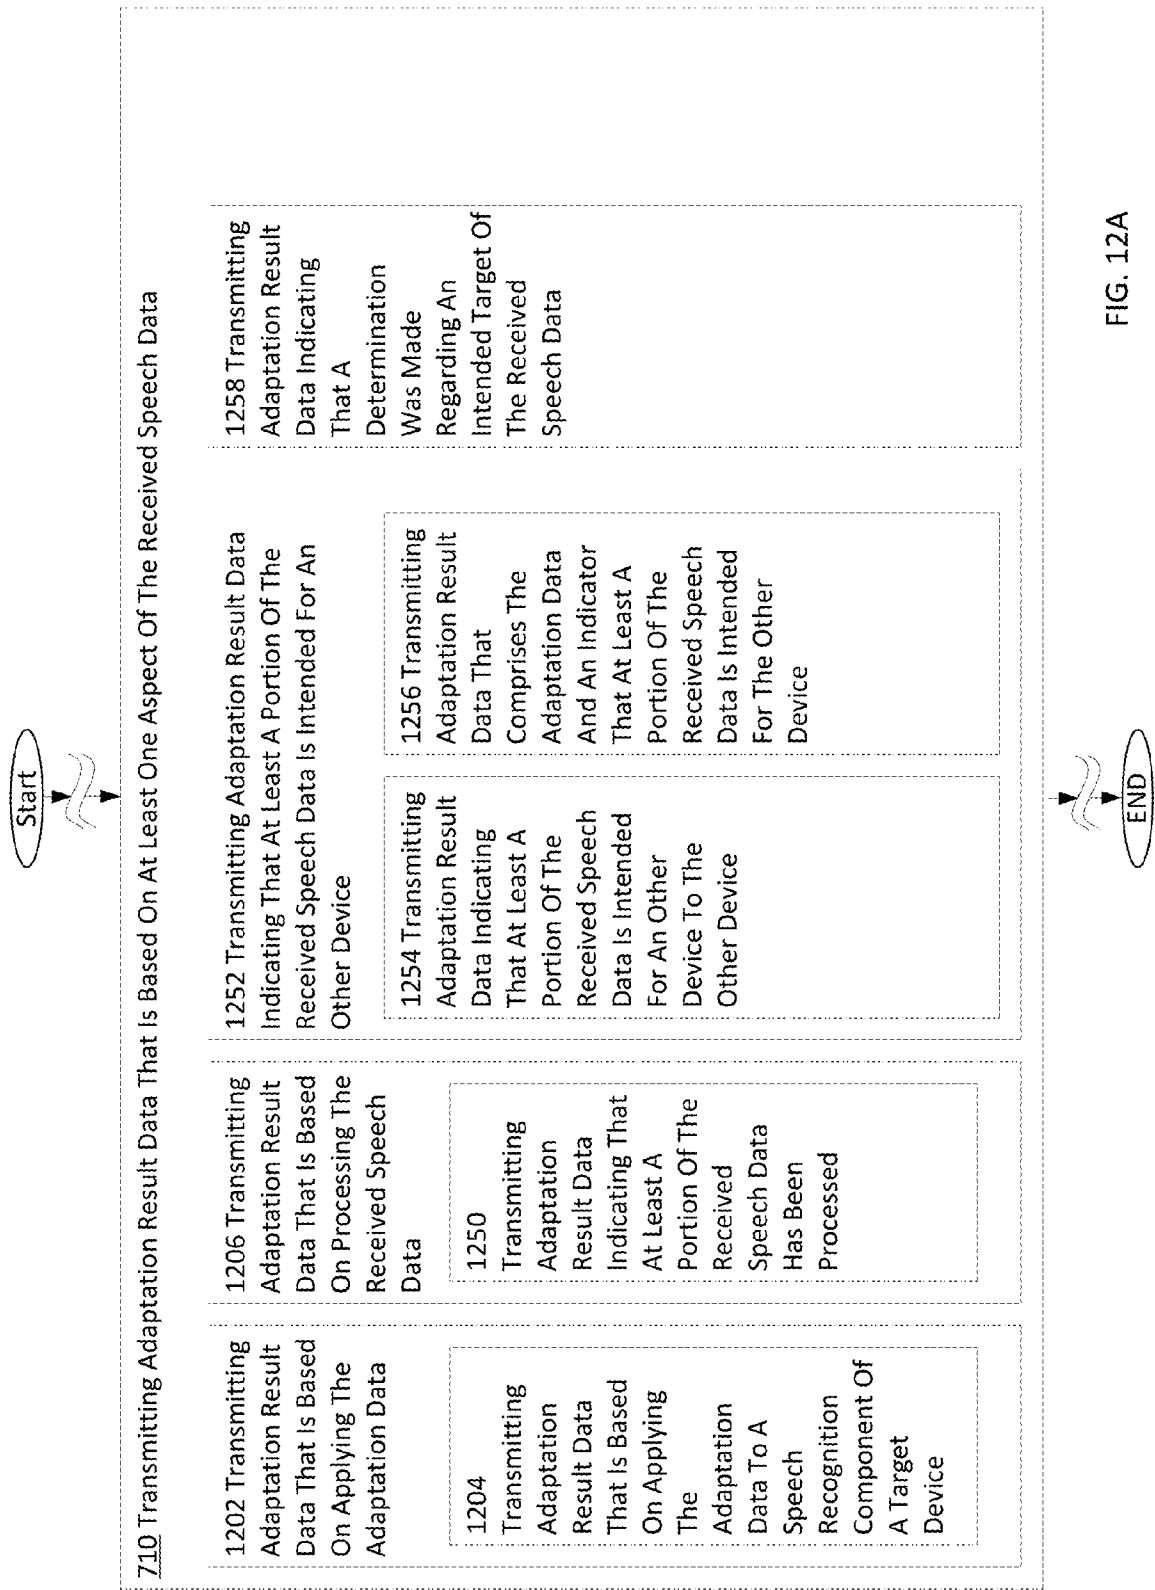 Start
710 Transmitting Adaptation Result Data That Is Based On At Least One Aspect Of The Received Speech Data
1202 Transmitting
Adaptation Result
Data That Is Based
On Applying The
Adaptation Data
1204
Transmitting
Adaptation
Result Data
That Is Based
On Applying
The
Adaptation
Data To A
Speech
Recognition
Component Of
A Target
Device
1206 Transmitting
Adaptation Result
Data That Is Based
On Processing The
Received Speech
Data
1250
Transmitting
Adaptation
Result Data
Indicating That
At Least A
Portion Of The
Received
Speech Data
Has Been
Processed
1252 Transmitting Adaptation Result Data
Indicating That At Least A Portion Of The
Received Speech Data Is Intended For An
Other Device
1254 Transmitting
Adaptation Result
Data Indicating
That At Least A
Portion Of The
Received Speech
Data Is Intended
For An Other
Device To The
Other Device
1256 Transmitting
Adaptation Result
Data That
Comprises The
Adaptation Data
And An Indicator
That At Least A
Portion Of The
Received Speech
Data Is Intended
For The Other
Device
1258 Transmitting
Adaptation Result
Data Indicating
That A
Determination
Was Made
Regarding An
Intended Target Of
The Received
Speech Data
END
FIG. 12A